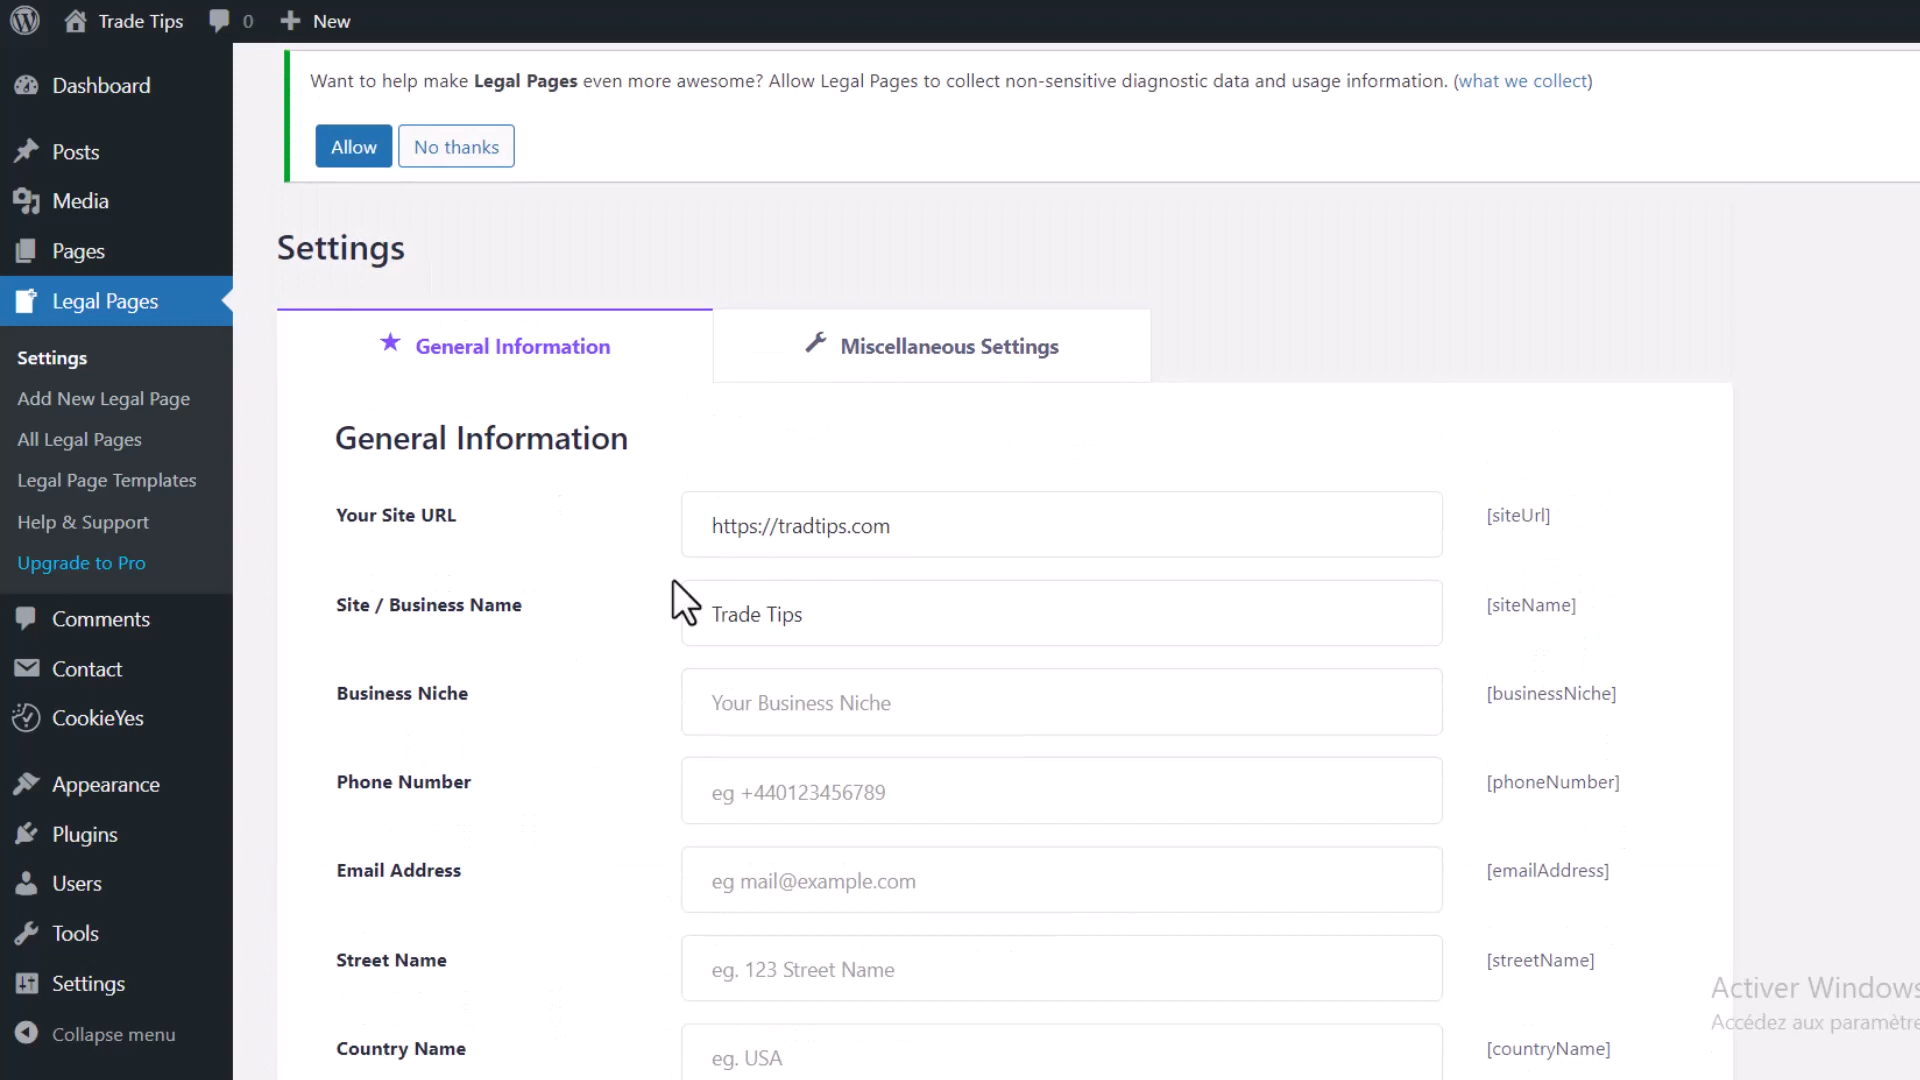 Trade Tips 0 New
Want to help make Legal Pages even more awesome? Allow Legal Pages to collect non-sensitive diagnostic data and usage information. (what we collect)
Allow No thanks
Dashboard
Posts
Media
Pages
Legal Pages
Settings
Add New Legal Page
All Legal Pages
Legal Page Templates
Help & Support
Upgrade to Pro
Comments
Contact
CookieYes
Appearance
Plugins
Users
Tools
Settings
Collapse menu
Settings
General Information Miscellaneous Settings
General Information
Your Site URL https://tradtips.com [siteUrl]
Site / Business Name Trade Tips [siteName]
Business Niche Your Business Niche [businessNiche]
Phone Number eg +440123456789 [phoneNumber]
Email Address eg mail@example.com [emailAddress]
Street Name eg. 123 Street Name [streetName]
Country Name eg. USA [countryName]
Activer Windows
Accédez aux paramètre